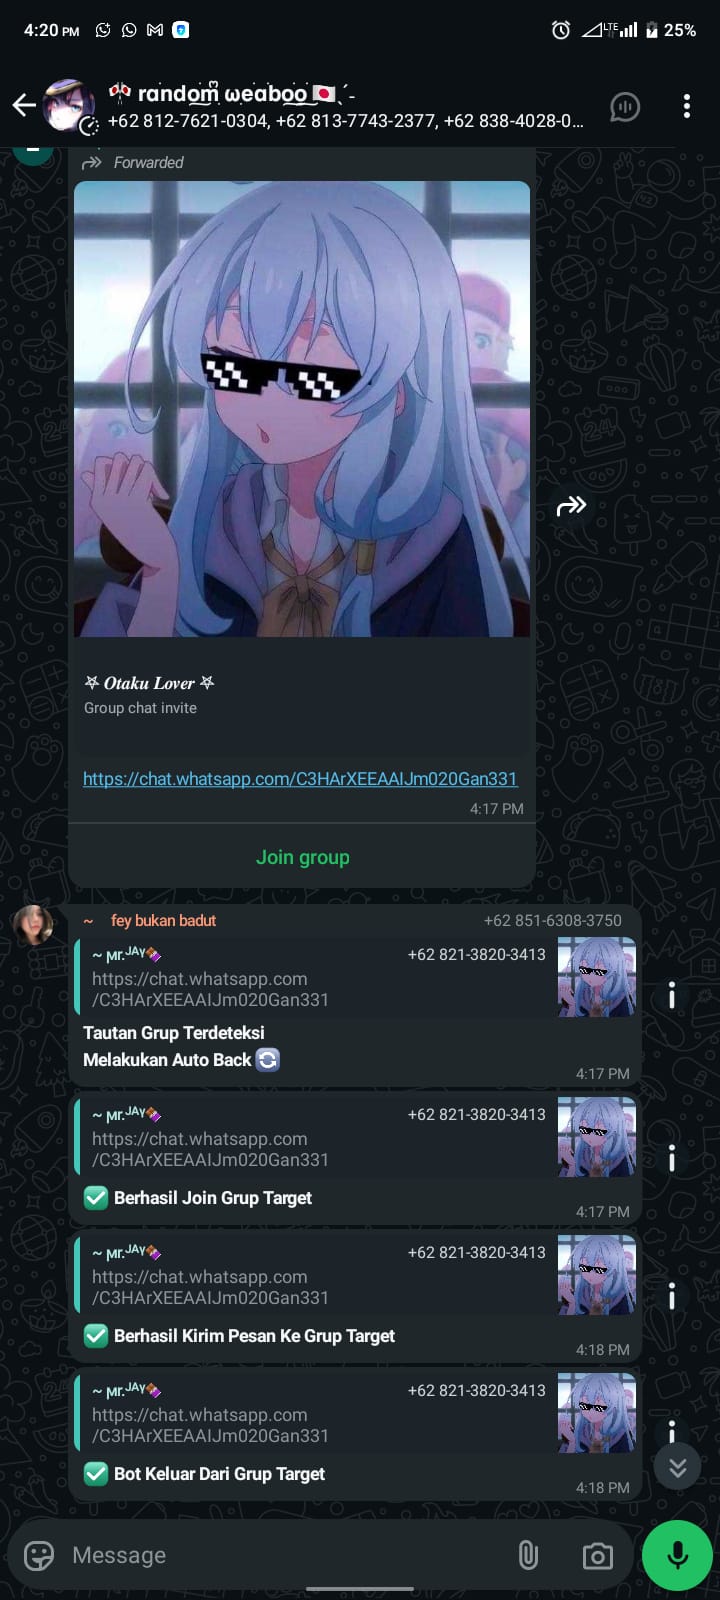 4:20 PM
LTE
25%
🎌 random weaboo 🇯🇵 ˎˊ-
+62 812-7621-0304, +62 813-7743-2377, +62 838-4028-0...
Forwarded
⛧ Otaku Lover ⛧
Group chat invite
https://chat.whatsapp.com/C3HArXEEAAIJm020Gan331
4:17 PM
Join group
~ fey bukan badut +62 851-6308-3750
~ Mr.ᴶᴬʸ🍫 +62 821-3820-3413
https://chat.whatsapp.com
/C3HArXEEAAIJm020Gan331
Tautan Grup Terdeteksi
Melakukan Auto Back 🔄
4:17 PM
~ Mr.ᴶᴬʸ🍫 +62 821-3820-3413
https://chat.whatsapp.com
/C3HArXEEAAIJm020Gan331
✅ Berhasil Join Grup Target
4:17 PM
~ Mr.ᴶᴬʸ🍫 +62 821-3820-3413
https://chat.whatsapp.com
/C3HArXEEAAIJm020Gan331
✅ Berhasil Kirim Pesan Ke Grup Target
4:18 PM
~ Mr.ᴶᴬʸ🍫 +62 821-3820-3413
https://chat.whatsapp.com
/C3HArXEEAAIJm020Gan331
✅ Bot Keluar Dari Grup Target
4:18 PM
Message